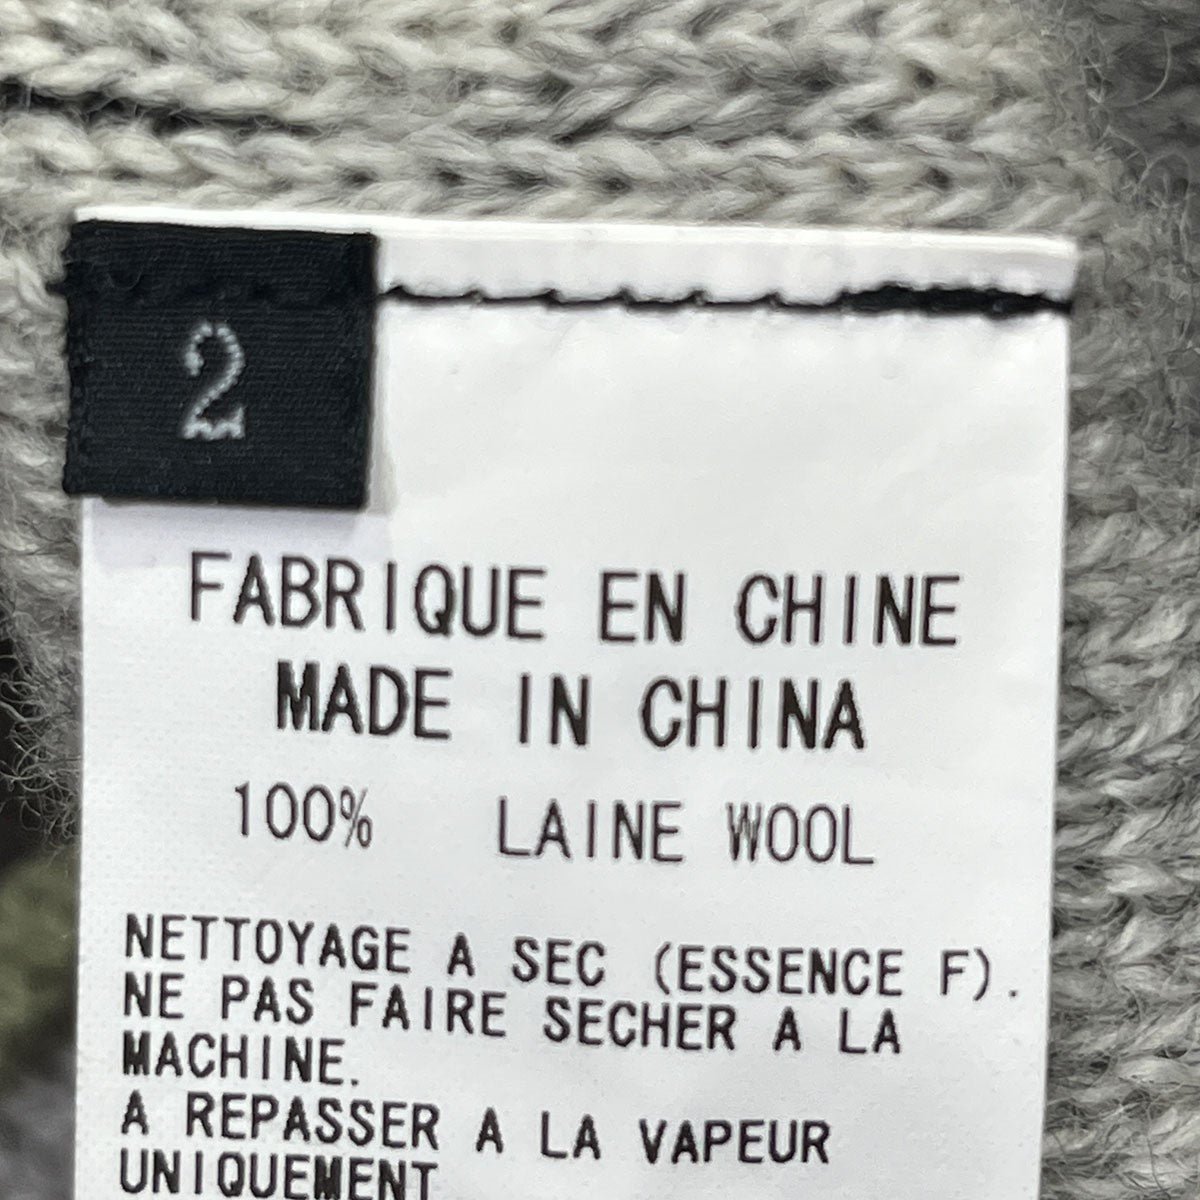 2
FABRIQUE EN CHINE
MADE IN CHINA
100% LAINE WOOL
NETTOYAGE A SEC (ESSENCE F).
NE PAS FAIRE SECHER A LA
MACHINE.
A REPASSER A LA VAPEUR
UNIQUEMENT